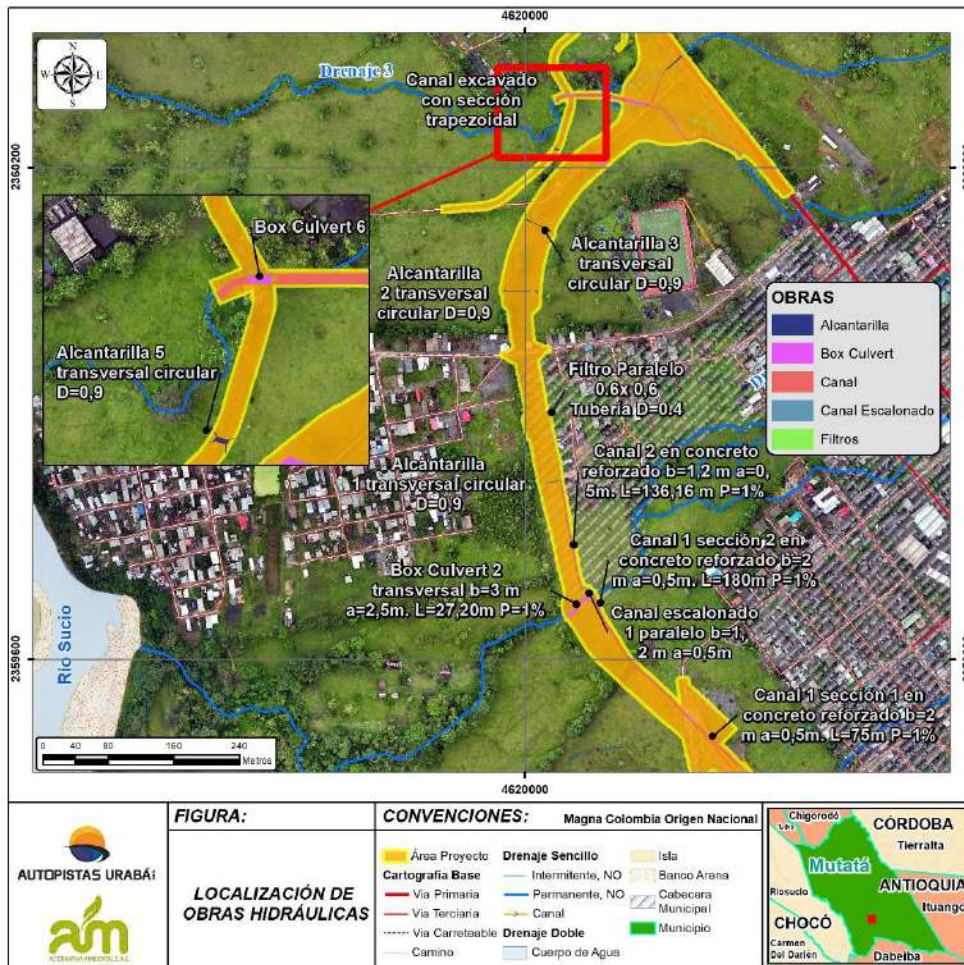 4620000
N
W E
S
Drenaje 3
Canal excavado
con sección
trapezoidal
2360200
Box Culvert 6
Alcantarilla 5
transversal circular
D=0,9
Alcantarilla
2 transversal
circular D=0,9
Alcantarilla 3
transversal
circular D=0,9
OBRAS
Alcantarilla
Box Culvert
Canal
Canal Escalonado
Filtros
Filtro Paralelo
0.6x 0,6
Tubería D=0.4
Alcantarilla
1 transversal circular
D=0,9
Canal 2 en concreto
reforzado b=1,2 m a=0,
5m. L=136,16 m P=1%
Canal 1 sección 2 en
concreto reforzado b=2
m a=0,5m. L=180m P=1%
Box Culvert 2
transversal b=3 m
a=2,5m. L=27,20m P=1%
Canal escalonado
1 paralelo b=1,
2 m a=0,5m
2359600
Río Sucio
Canal 1 sección 1 en
concreto reforzado b=2
m a=0,5m. L=75m P=1%
0 40 80 160 240
Metros
4620000
AUTOPISTAS URABÁ
FIGURA:
LOCALIZACIÓN DE
OBRAS HIDRÁULICAS
CONVENCIONES: Magna Colombia Origen Nacional
Área Proyecto
Cartografía Base
Vía Primaria
Vía Terciaria
Vía Carreteable
Camino
Drenaje Sencillo
Intermitente, NO
Permanente, NO
Canal
Drenaje Doble
Cuerpo de Agua
Isla
Banco Arena
Cabecera
Municipal
Municipio
Chigorodó
CÓRDOBA
Tierralta
Mutatá
ANTIOQUIA
Ituango
Riosucio
CHOCÓ
Carmen
Del Darién
Dabeiba